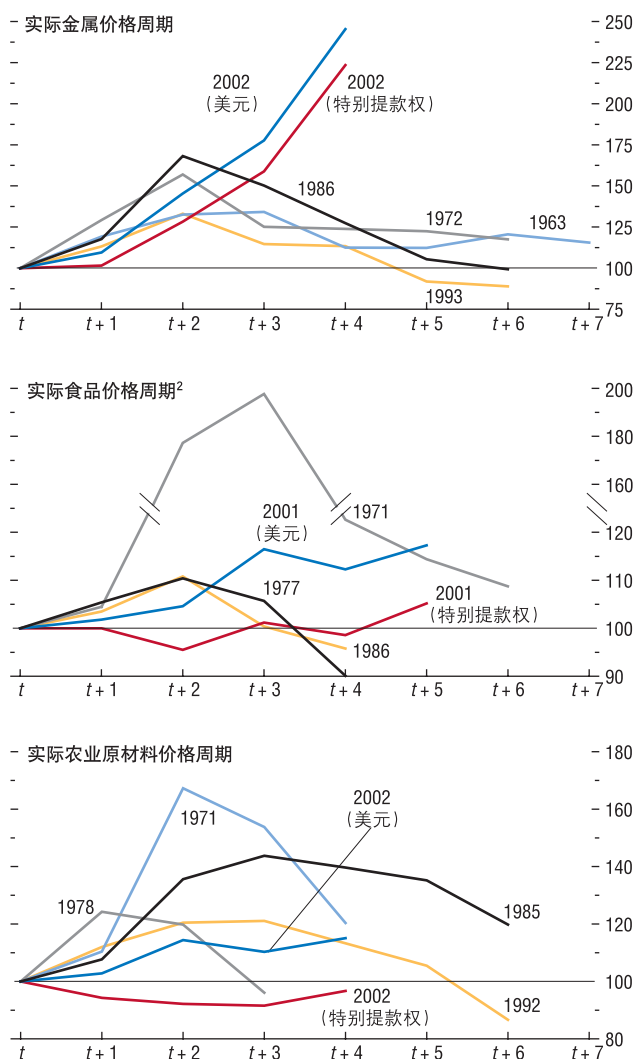 实际金属价格周期
250
225
200
175
150
125
100
75
2002
（美元）
2002
（特别提款权）
1986
1972
1963
1993
t
t + 1
t + 2
t + 3
t + 4
t + 5
t + 6
t + 7
实际食品价格周期2
200
180
160
120
110
100
90
1971
2001
（美元）
1977
2001
（特别提款权）
1986
t
t + 1
t + 2
t + 3
t + 4
t + 5
t + 6
t + 7
实际农业原材料价格周期
180
160
140
120
100
80
2002
（美元）
1971
1978
1985
2002
（特别提款权）
1992
t
t + 1
t + 2
t + 3
t + 4
t + 5
t + 6
t + 7